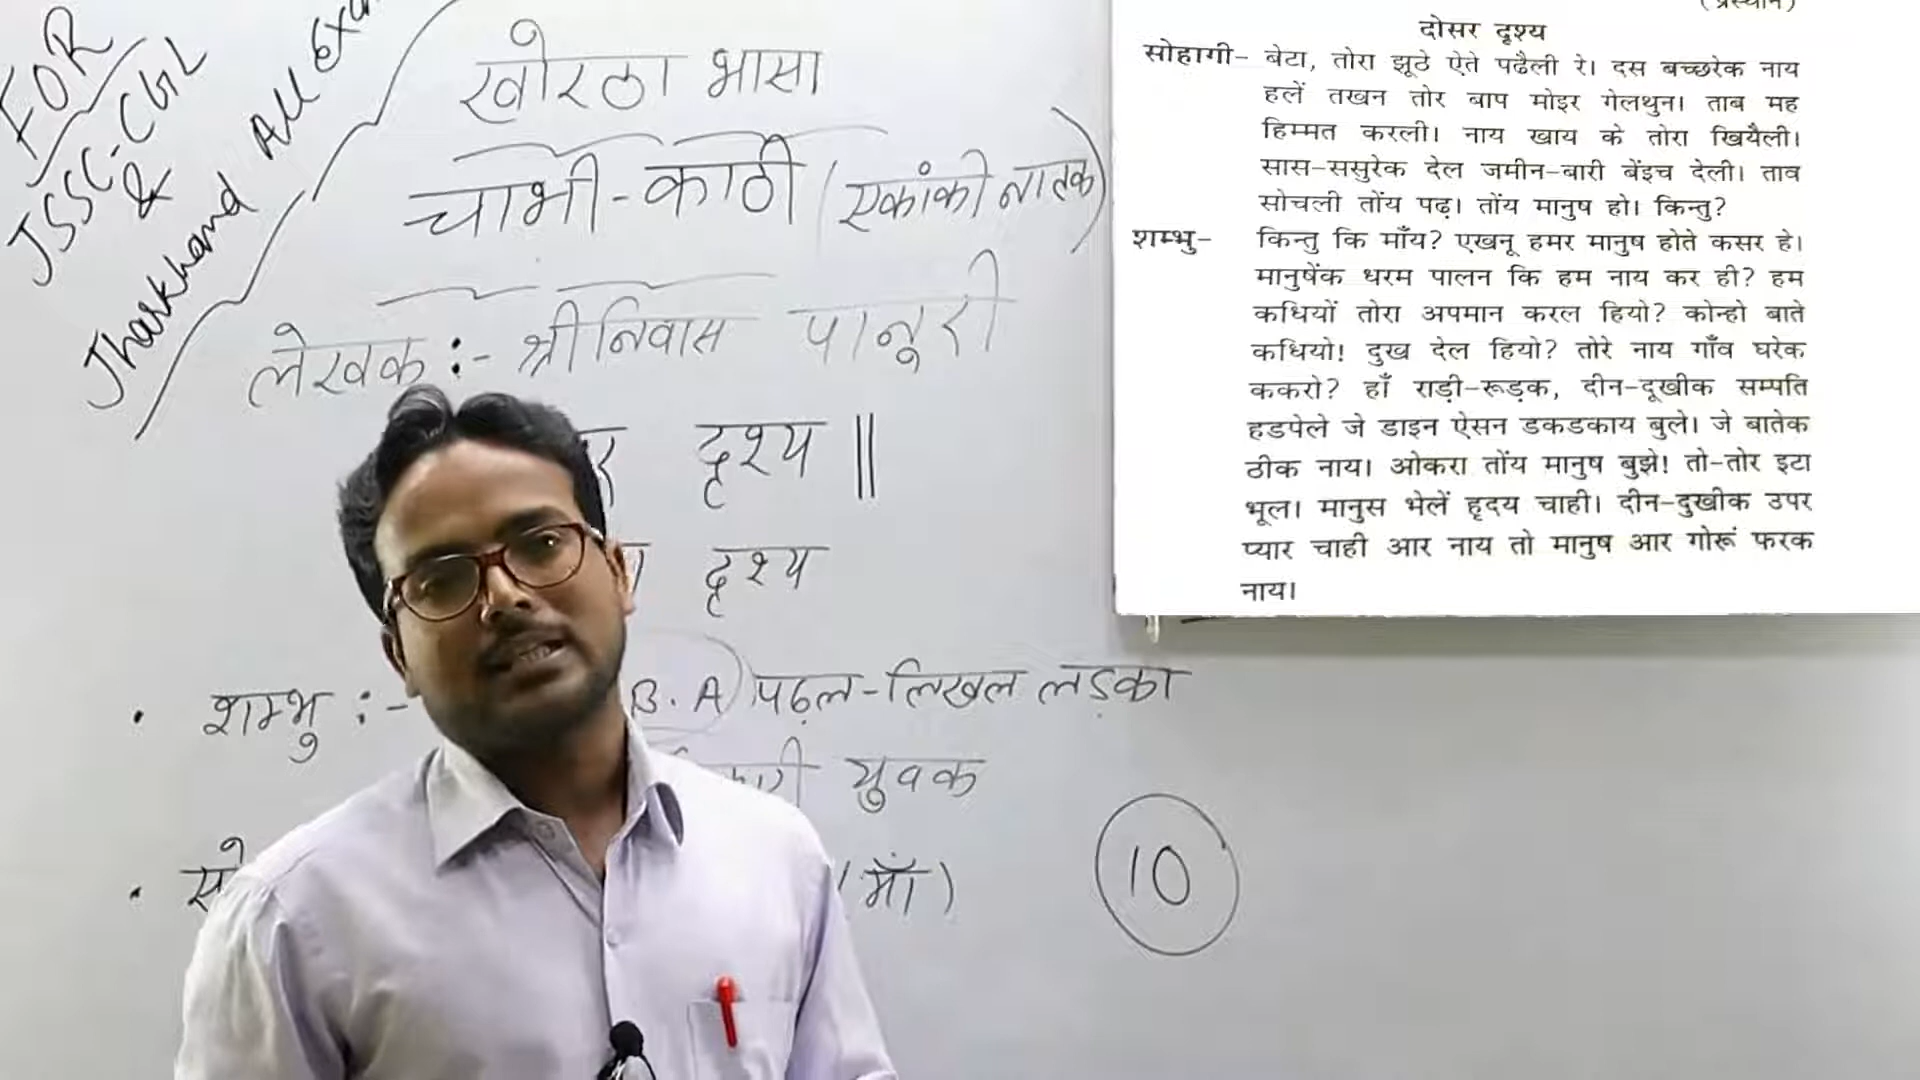 FOR
JSSC-CGL
&
Jharkhand All Exam
खोरठा भासा
चाभी-काठी (एकांकी नाटक)
लेखक :- श्रीनिवास पानुरी
दृश्य ||
दृश्य
• शम्भु :- B.A पढ़ल-लिखल लड़का
युवक
• सो (माँ)
10
(प्रस्थान)
दोसर दृश्य
सोहागी- बेटा, तोरा झूठे ऐते पढैली रे। दस बच्छरेक नाय
हलें तखन तोर बाप मोइर गेलथुन। ताब मह
हिम्मत करली। नाय खाय के तोरा खियैली।
सास-ससुरेक देल जमीन-बारी बेंइच देली। ताव
सोचली तोंय पढ़। तोंय मानुष हो। किन्तु?
शम्भु- किन्तु कि माँय? एखनू हमर मानुष होते कसर हे।
मानुषेंक धरम पालन कि हम नाय कर ही? हम
कधियों तोरा अपमान करल हियो? कोन्हो बाते
कधियो! दुख देल हियो? तोरे नाय गाँव घरेक
ककरो? हाँ राड़ी-रूड़क, दीन-दूखीक सम्पति
हडपेले जे डाइन ऐसन डकडकाय बुले। जे बातेक
ठीक नाय। ओकरा तोंय मानुष बुझे! तो-तोर इटा
भूल। मानुस भेलें हृदय चाही। दीन-दुखीक उपर
प्यार चाही आर नाय तो मानुष आर गोरूं फरक
नाय।